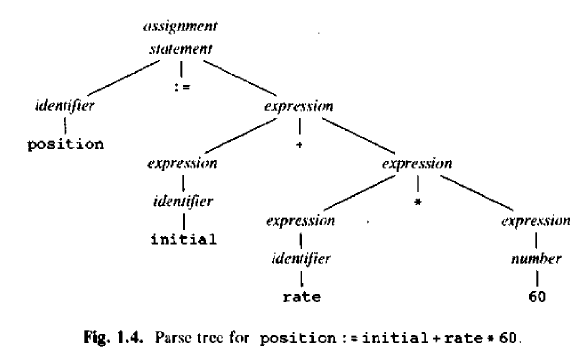 assignment
statement
:=
identifier
expression
position
+
expression
expression
identifier
*
initial
expression
expression
identifier
number
rate
60
Fig. 1.4. Parse tree for position := initial + rate * 60.